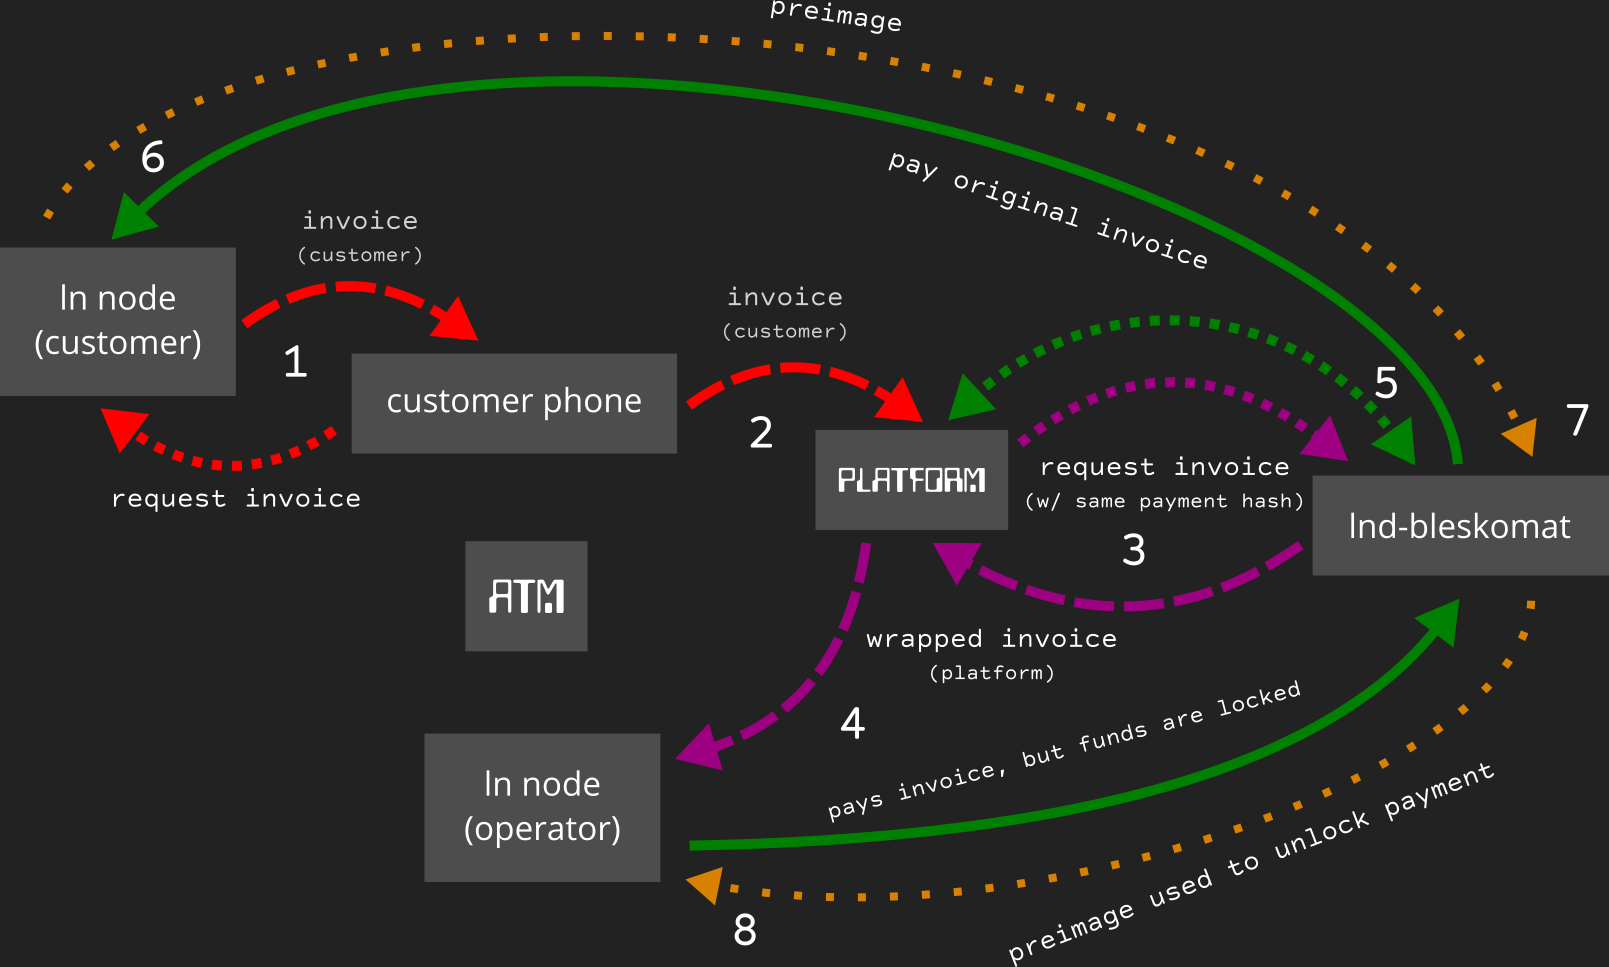 preimage
6
pay original invoice
invoice
(customer)
ln node
(customer)
1
invoice
(customer)
customer phone
2
5
7
request invoice
PLATFORM
request invoice
(w/ same payment hash)
3
lnd-bleskomat
ATM
wrapped invoice
(platform)
4
pays invoice, but funds are locked
ln node
(operator)
preimage used to unlock payment
8